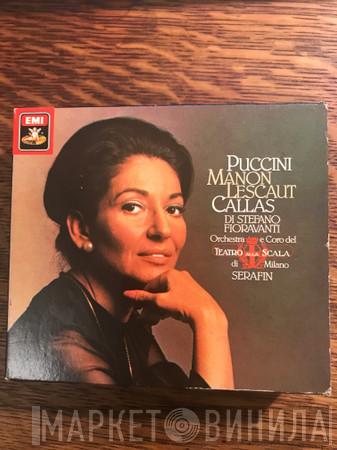 EMI
PUCCINI
MANON
LESCAUT
CALLAS
DI STEFANO
FIORAVANTI
Orchestra e Coro del
TEATRO ALLA SCALA
di Milano
SERAFIN
МАРКЕТ ВИНИЛА